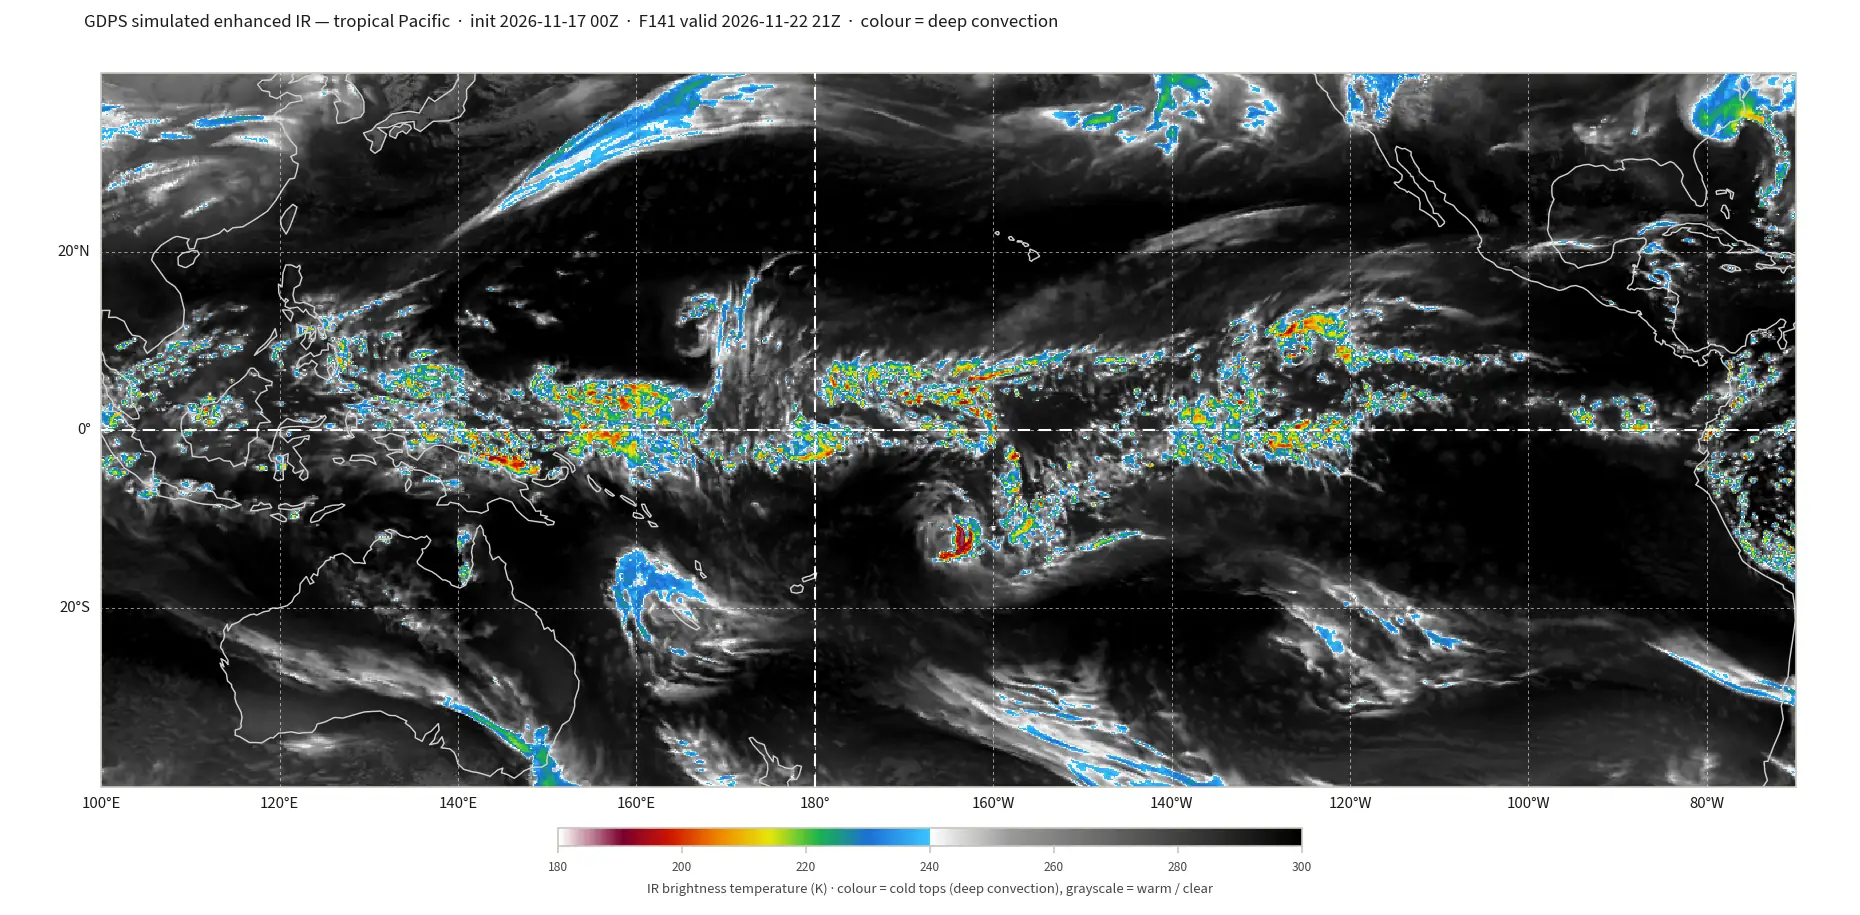 GDPS simulated enhanced IR — tropical Pacific · init 2026-11-17 00Z · F141 valid 2026-11-22 21Z · colour = deep convection
20°N
0°
20°S
100°E 120°E 140°E 160°E 180° 160°W 140°W 120°W 100°W 80°W
180 200 220 240 260 280 300
IR brightness temperature (K) · colour = cold tops (deep convection), grayscale = warm / clear